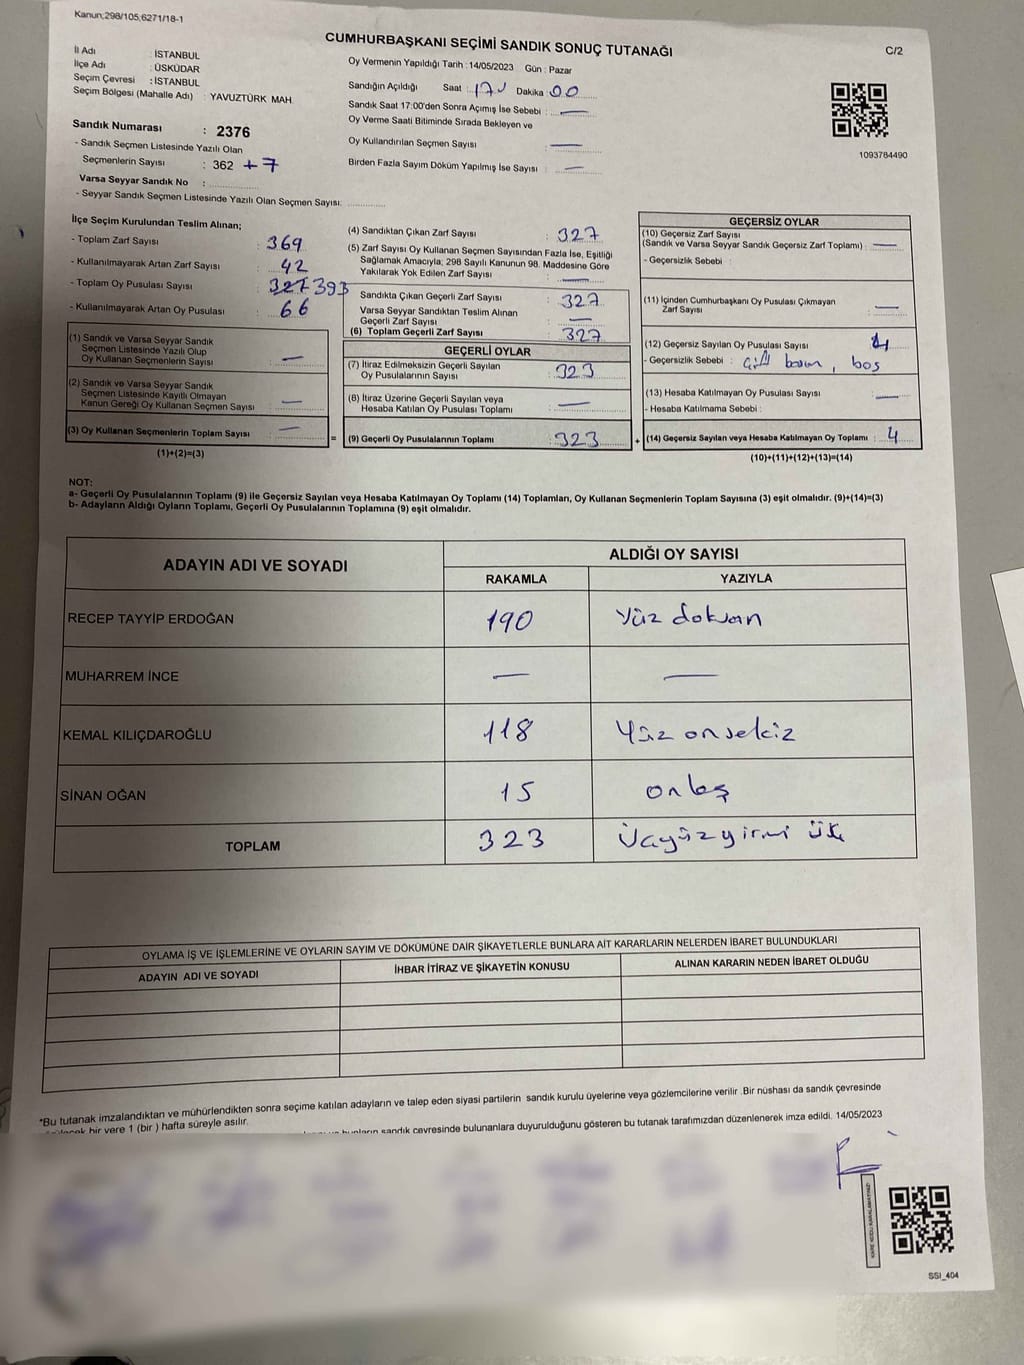 Kanun;298/105;6271/18-1
CUMHURBAŞKANI SEÇİMİ SANDIK SONUÇ TUTANAĞI
C/2
İl Adı : İSTANBUL
İlçe Adı : ÜSKÜDAR
Seçim Çevresi : İSTANBUL
Seçim Bölgesi (Mahalle Adı) : YAVUZTÜRK MAH.
Sandık Numarası : 2376
- Sandık Seçmen Listesinde Yazılı Olan
Seçmenlerin Sayısı : 362 +7
Varsa Seyyar Sandık No :
- Seyyar Sandık Seçmen Listesinde Yazılı Olan Seçmen Sayısı:
Oy Vermenin Yapıldığı Tarih : 14/05/2023 Gün : Pazar
Sandığın Açıldığı Saat : 17 Dakika 00
Sandık Saat 17:00'den Sonra Açımış İse Sebebi : —
Oy Verme Saati Bitiminde Sırada Bekleyen ve
Oy Kullandırılan Seçmen Sayısı —
Birden Fazla Sayım Döküm Yapılmış İse Sayısı : —
1093784490
İlçe Seçim Kurulundan Teslim Alınan;
- Toplam Zarf Sayısı : 369
- Kullanılmayarak Artan Zarf Sayısı : 42
- Toplam Oy Pusulası Sayısı : 327 393
- Kullanılmayarak Artan Oy Pusulası : 66
(1) Sandık ve Varsa Seyyar Sandık
Seçmen Listesinde Yazılı Olup
Oy Kullanan Seçmenlerin Sayısı : —
(2) Sandık ve Varsa Seyyar Sandık
Seçmen Listesinde Kayıtlı Olmayan
Kanun Gereği Oy Kullanan Seçmen Sayısı : —
(3) Oy Kullanan Seçmenlerin Toplam Sayısı : —
(1)+(2)=(3)
(4) Sandıktan Çıkan Zarf Sayısı : 327
(5) Zarf Sayısı Oy Kullanan Seçmen Sayısından Fazla İse, Eşitliği
Sağlamak Amacıyla; 298 Sayılı Kanunun 98. Maddesine Göre
Yakılarak Yok Edilen Zarf Sayısı : —
Sandıkta Çıkan Geçerli Zarf Sayısı : 327
Varsa Seyyar Sandıktan Teslim Alınan
Geçerli Zarf Sayısı : —
(6) Toplam Geçerli Zarf Sayısı : 327
GEÇERLİ OYLAR
(7) İtiraz Edilmeksizin Geçerli Sayılan
Oy Pusulalarının Sayısı : 323
(8) İtiraz Üzerine Geçerli Sayılan veya
Hesaba Katılan Oy Pusulası Toplamı : —
= (9) Geçerli Oy Pusulalarının Toplamı : 323 +
GEÇERSİZ OYLAR
(10) Geçersiz Zarf Sayısı
(Sandık ve Varsa Seyyar Sandık Geçersiz Zarf Toplamı) : —
- Geçersizlik Sebebi :
(11) İçinden Cumhurbaşkanı Oy Pusulası Çıkmayan
Zarf Sayısı : —
(12) Geçersiz Sayılan Oy Pusulası Sayısı : 4
- Geçersizlik Sebebi : çift basım, boş
(13) Hesaba Katılmayan Oy Pusulası Sayısı : —
- Hesaba Katılmama Sebebi :
(14) Geçersiz Sayılan veya Hesaba Katılmayan Oy Toplamı : 4
(10)+(11)+(12)+(13)=(14)
NOT:
a- Geçerli Oy Pusulalarının Toplamı (9) ile Geçersiz Sayılan veya Hesaba Katılmayan Oy Toplamı (14) Toplamları, Oy Kullanan Seçmenlerin Toplam Sayısına (3) eşit olmalıdır. (9)+(14)=(3)
b- Adayların Aldığı Oyların Toplamı, Geçerli Oy Pusulalarının Toplamına (9) eşit olmalıdır.
ADAYIN ADI VE SOYADI
ALDIĞI OY SAYISI
RAKAMLA YAZIYLA
RECEP TAYYİP ERDOĞAN 190 Yüz doksan
MUHARREM İNCE — —
KEMAL KILIÇDAROĞLU 118 Yüz onsekiz
SİNAN OĞAN 15 onbeş
TOPLAM 323 Üçyüzyirmi üç
OYLAMA İŞ VE İŞLEMLERİNE VE OYLARIN SAYIM VE DÖKÜMÜNE DAİR ŞİKAYETLERLE BUNLARA AİT KARARLARIN NELERDEN İBARET BULUNDUKLARI
ADAYIN ADI VE SOYADI İHBAR İTİRAZ VE ŞİKAYETİN KONUSU ALINAN KARARIN NEDEN İBARET OLDUĞU
*Bu tutanak imzalandıktan ve mühürlendikten sonra seçime katılan adayların ve talep eden siyasi partilerin sandık kurulu üyelerine veya gözlemcilerine verilir .Bir nüshası da sandık çevresinde
bir yere 1 (bir ) hafta süreyle asılır.
sandık çevresinde bulunanlara duyurulduğunu gösteren bu tutanak tarafımızdan düzenlenerek imza edildi. 14/05/2023
SSI_404